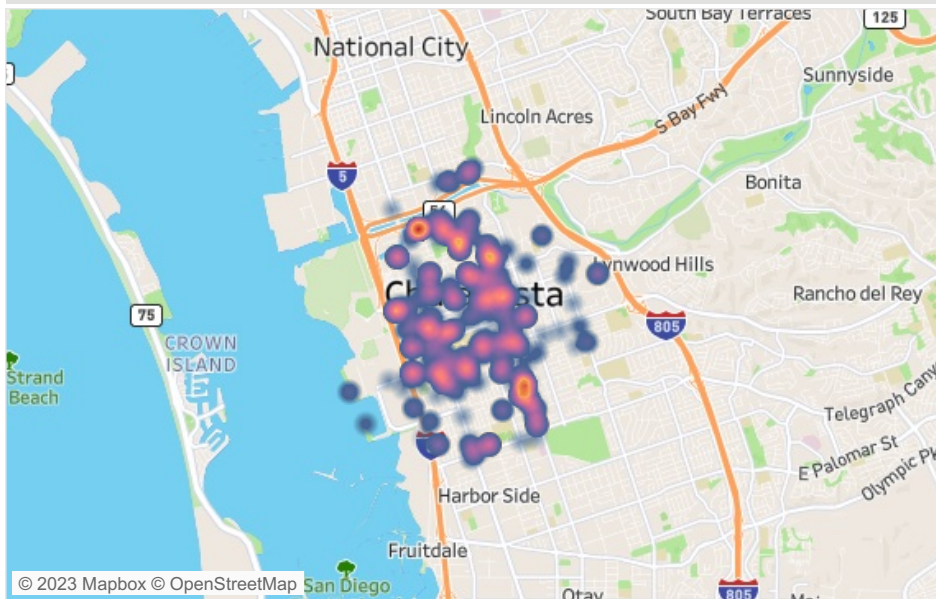 South Bay Terraces
125
National City
Sunnyside
S Bay Fwy
Lincoln Acres
5
Bonita
54
Lynwood Hills
Rancho del Rey
75
805
CROWN
ISLAND
Strand
Beach
Telegraph Cany
E Palomar St
Olympic Pk
Harbor Side
Fruitdale
© 2023 Mapbox © OpenStreetMap
San Diego
Otay
805